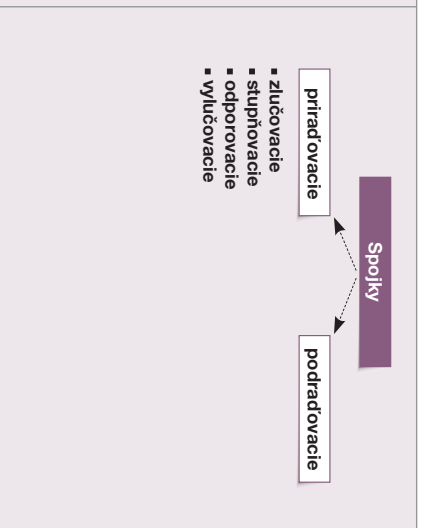 Spojky
priraďovacie
▪ zlučovacie
▪ stupňovacie
▪ odporovacie
▪ vylučovacie
podraďovacie